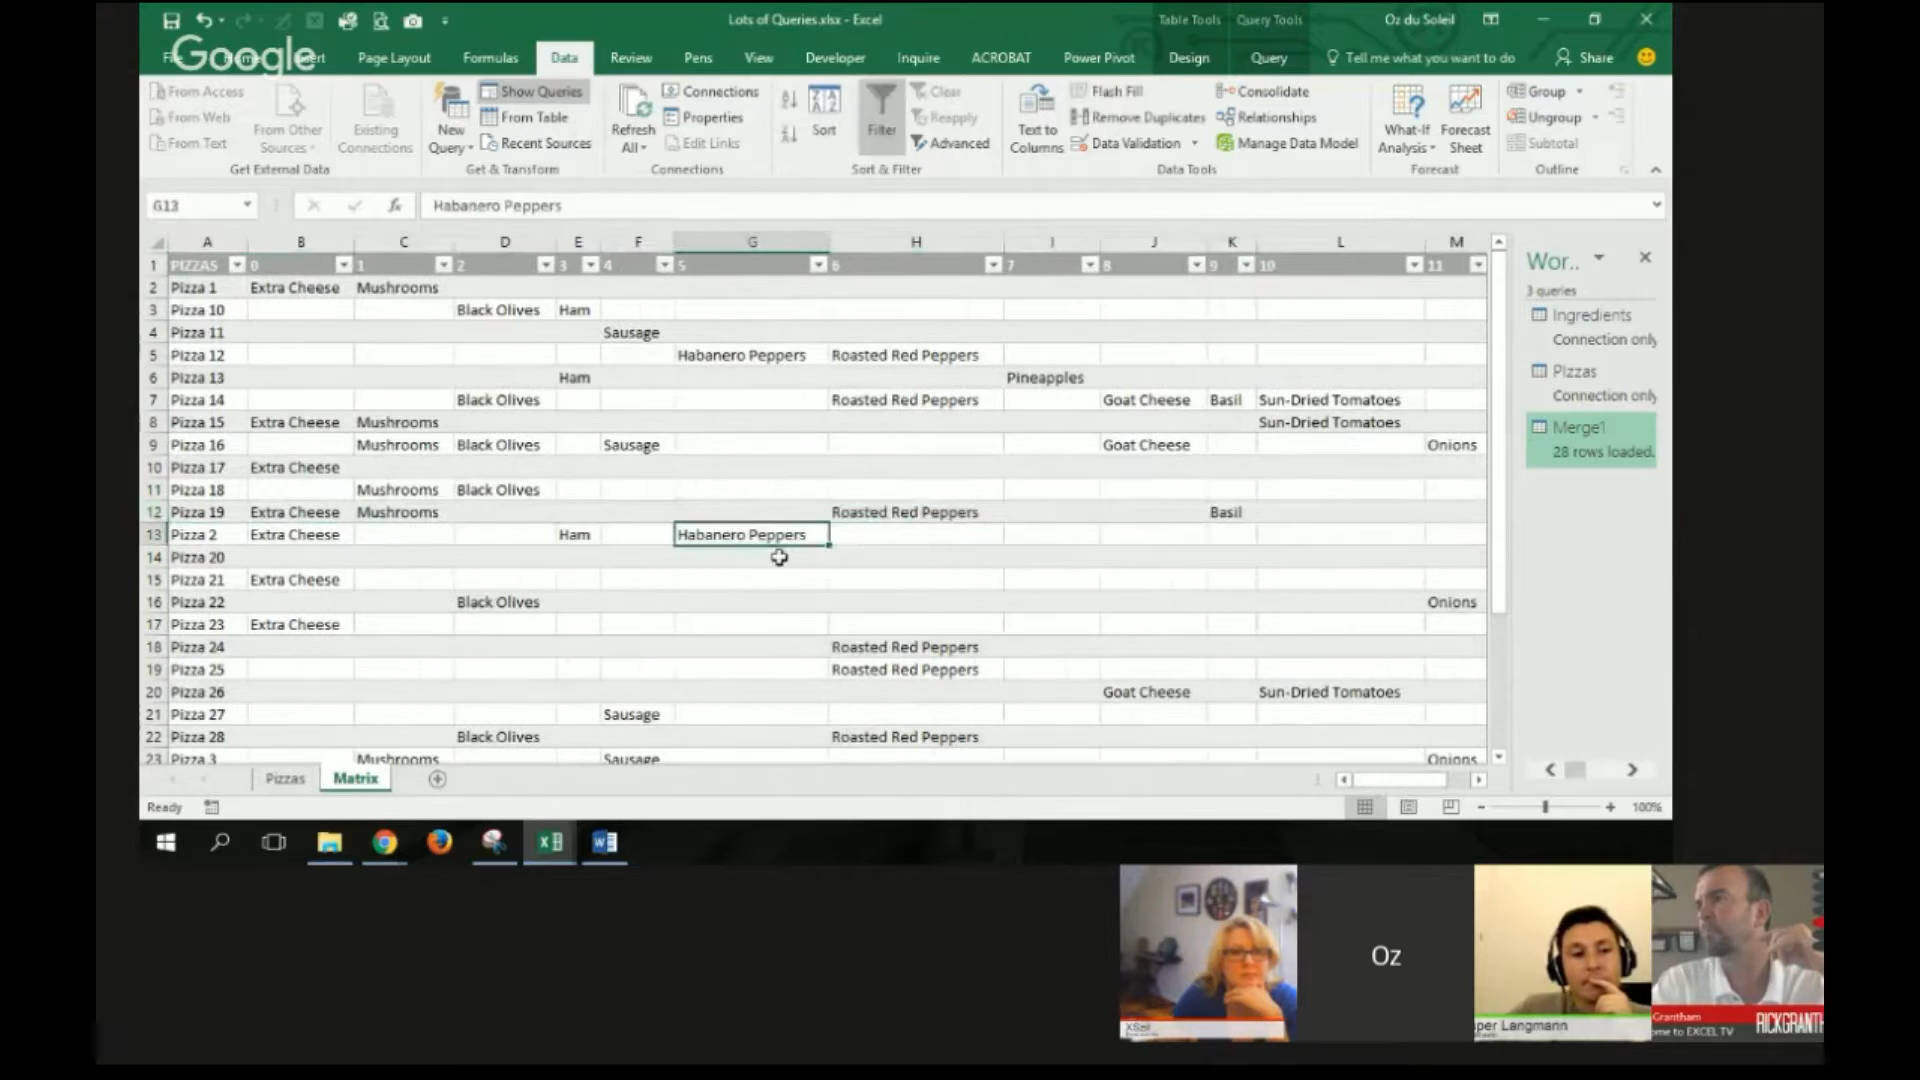 Lots of Queries.xlsx - Excel
Table Tools Query Tools
Oz du Soleil
Google
Page Layout Formulas Data Review Pens View Developer Inquire ACROBAT Power Pivot Design Query Tell me what you want to do Share
From Access
From Web
From Text
From Other Sources
Existing Connections
Get External Data
New Query
Show Queries
From Table
Recent Sources
Get & Transform
Refresh All
Connections
Properties
Edit Links
Connections
Sort
Filter
Clear
Reapply
Advanced
Sort & Filter
Text to Columns
Flash Fill
Remove Duplicates
Data Validation
Consolidate
Relationships
Manage Data Model
Data Tools
What-If Analysis
Forecast Sheet
Forecast
Group
Ungroup
Subtotal
Outline
G13 fx Habanero Peppers
A B C D E F G H I J K L M
1 PIZZAS 0 1 2 3 4 5 6 7 8 9 10 11
2 Pizza 1 Extra Cheese Mushrooms
3 Pizza 10 Black Olives Ham
4 Pizza 11 Sausage
5 Pizza 12 Habanero Peppers Roasted Red Peppers
6 Pizza 13 Ham Pineapples
7 Pizza 14 Black Olives Roasted Red Peppers Goat Cheese Basil Sun-Dried Tomatoes
8 Pizza 15 Extra Cheese Mushrooms Sun-Dried Tomatoes
9 Pizza 16 Mushrooms Black Olives Sausage Goat Cheese Onions
10 Pizza 17 Extra Cheese
11 Pizza 18 Mushrooms Black Olives
12 Pizza 19 Extra Cheese Mushrooms Roasted Red Peppers Basil
13 Pizza 2 Extra Cheese Ham Habanero Peppers
14 Pizza 20
15 Pizza 21 Extra Cheese
16 Pizza 22 Black Olives Onions
17 Pizza 23 Extra Cheese
18 Pizza 24 Roasted Red Peppers
19 Pizza 25 Roasted Red Peppers
20 Pizza 26 Goat Cheese Sun-Dried Tomatoes
21 Pizza 27 Sausage
22 Pizza 28 Black Olives Roasted Red Peppers
23 Pizza 3 Mushrooms Sausage Onions
Wor..
3 queries
Ingredients
Connection only
Pizzas
Connection only
Merge1
28 rows loaded.
Pizzas Matrix
Ready
100%
Oz
per Langmann
Grantham
me to EXCEL TV
RICKGRANTH